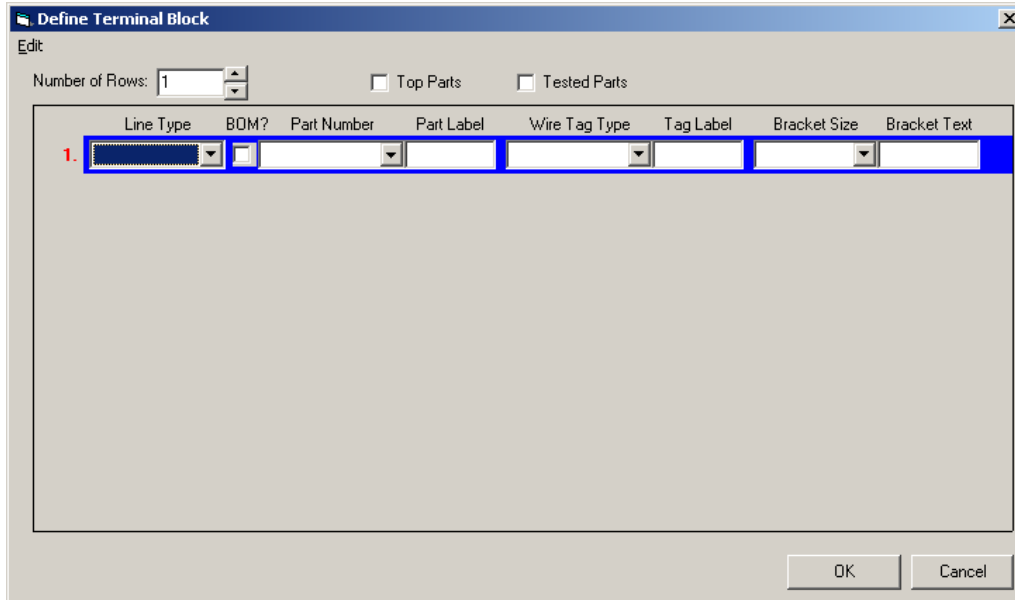 Define Terminal Block
Edit
Number of Rows: 1 Top Parts Tested Parts
Line Type BOM? Part Number Part Label Wire Tag Type Tag Label Bracket Size Bracket Text
1.
OK Cancel